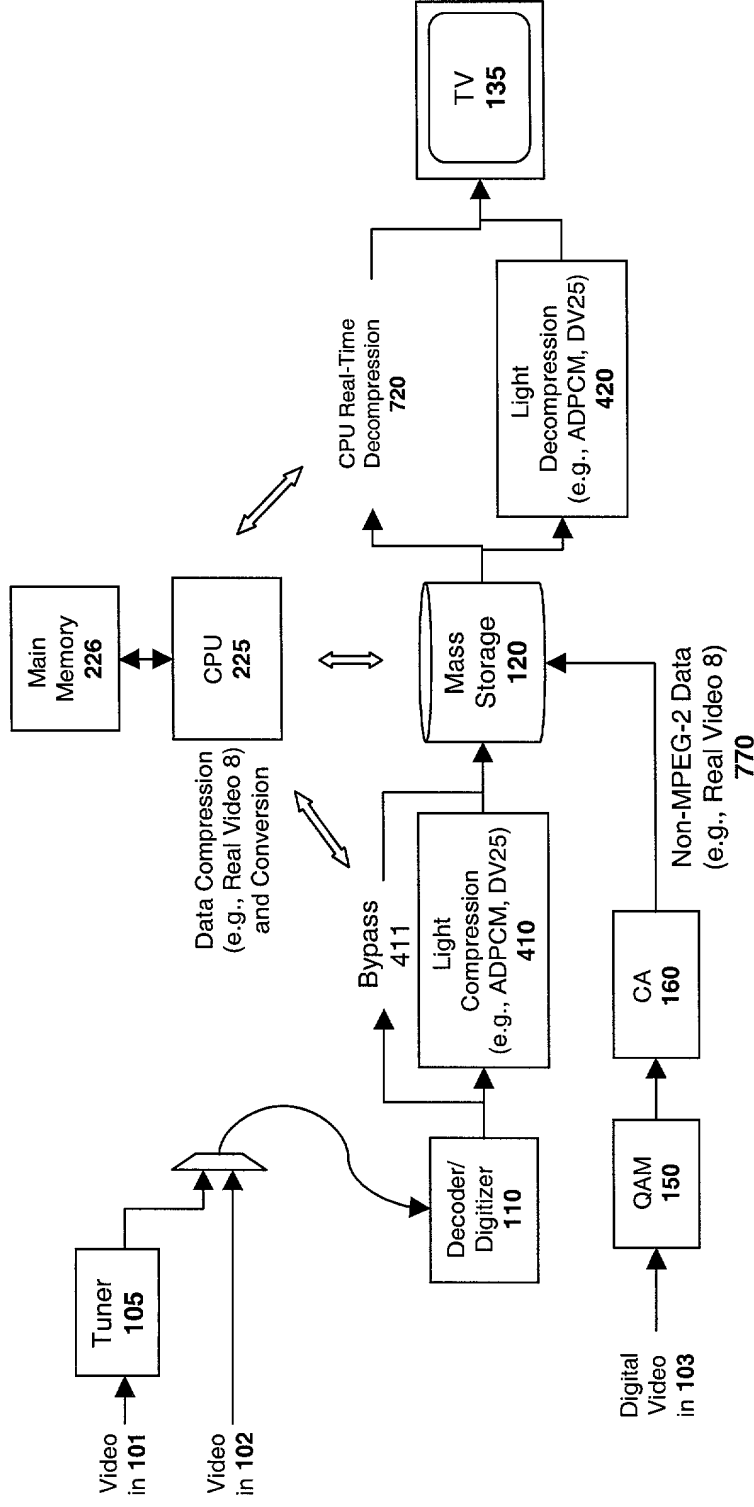 Video
in 101
Tuner
105
Video
in 102
Decoder/
Digitizer
110
Digital
Video
in 103
QAM
150
CA
160
Non-MPEG-2 Data
(e.g., Real Video 8)
770
Bypass
411
Light
Compression
(e.g., ADPCM, DV25)
410
Data Compression
(e.g., Real Video 8)
and Conversion
Main
Memory
226
CPU
225
Mass
Storage
120
CPU Real-Time
Decompression
720
Light
Decompression
(e.g., ADPCM, DV25)
420
TV
135